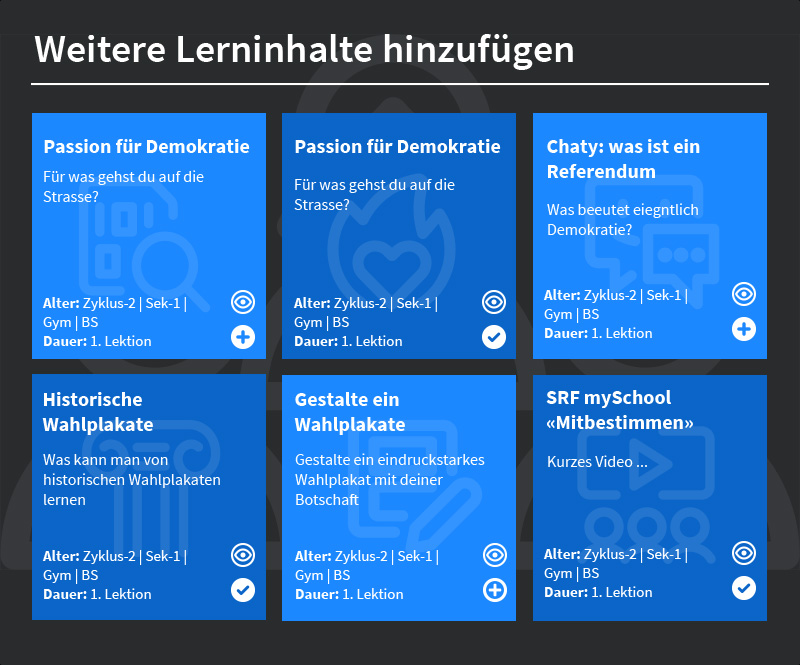 Weitere Lerninhalte hinzufügen
Passion für Demokratie
Für was gehst du auf die
Strasse?
Alter: Zyklus-2 | Sek-1 |
Gym | BS
Dauer: 1. Lektion
Passion für Demokratie
Für was gehst du auf die
Strasse?
Alter: Zyklus-2 | Sek-1 |
Gym | BS
Dauer: 1. Lektion
Chaty: was ist ein
Referendum
Was beeutet eiegntlich
Demokratie?
Alter: Zyklus-2 | Sek-1 |
Gym | BS
Dauer: 1. Lektion
Historische
Wahlplakate
Was kann man von
historischen Wahlplakaten
lernen
Alter: Zyklus-2 | Sek-1 |
Gym | BS
Dauer: 1. Lektion
Gestalte ein
Wahlplakate
Gestalte ein eindruckstarkes
Wahlplakat mit deiner
Botschaft
Alter: Zyklus-2 | Sek-1 |
Gym | BS
Dauer: 1. Lektion
SRF mySchool
«Mitbestimmen»
Kurzes Video ...
Alter: Zyklus-2 | Sek-1 |
Gym | BS
Dauer: 1. Lektion